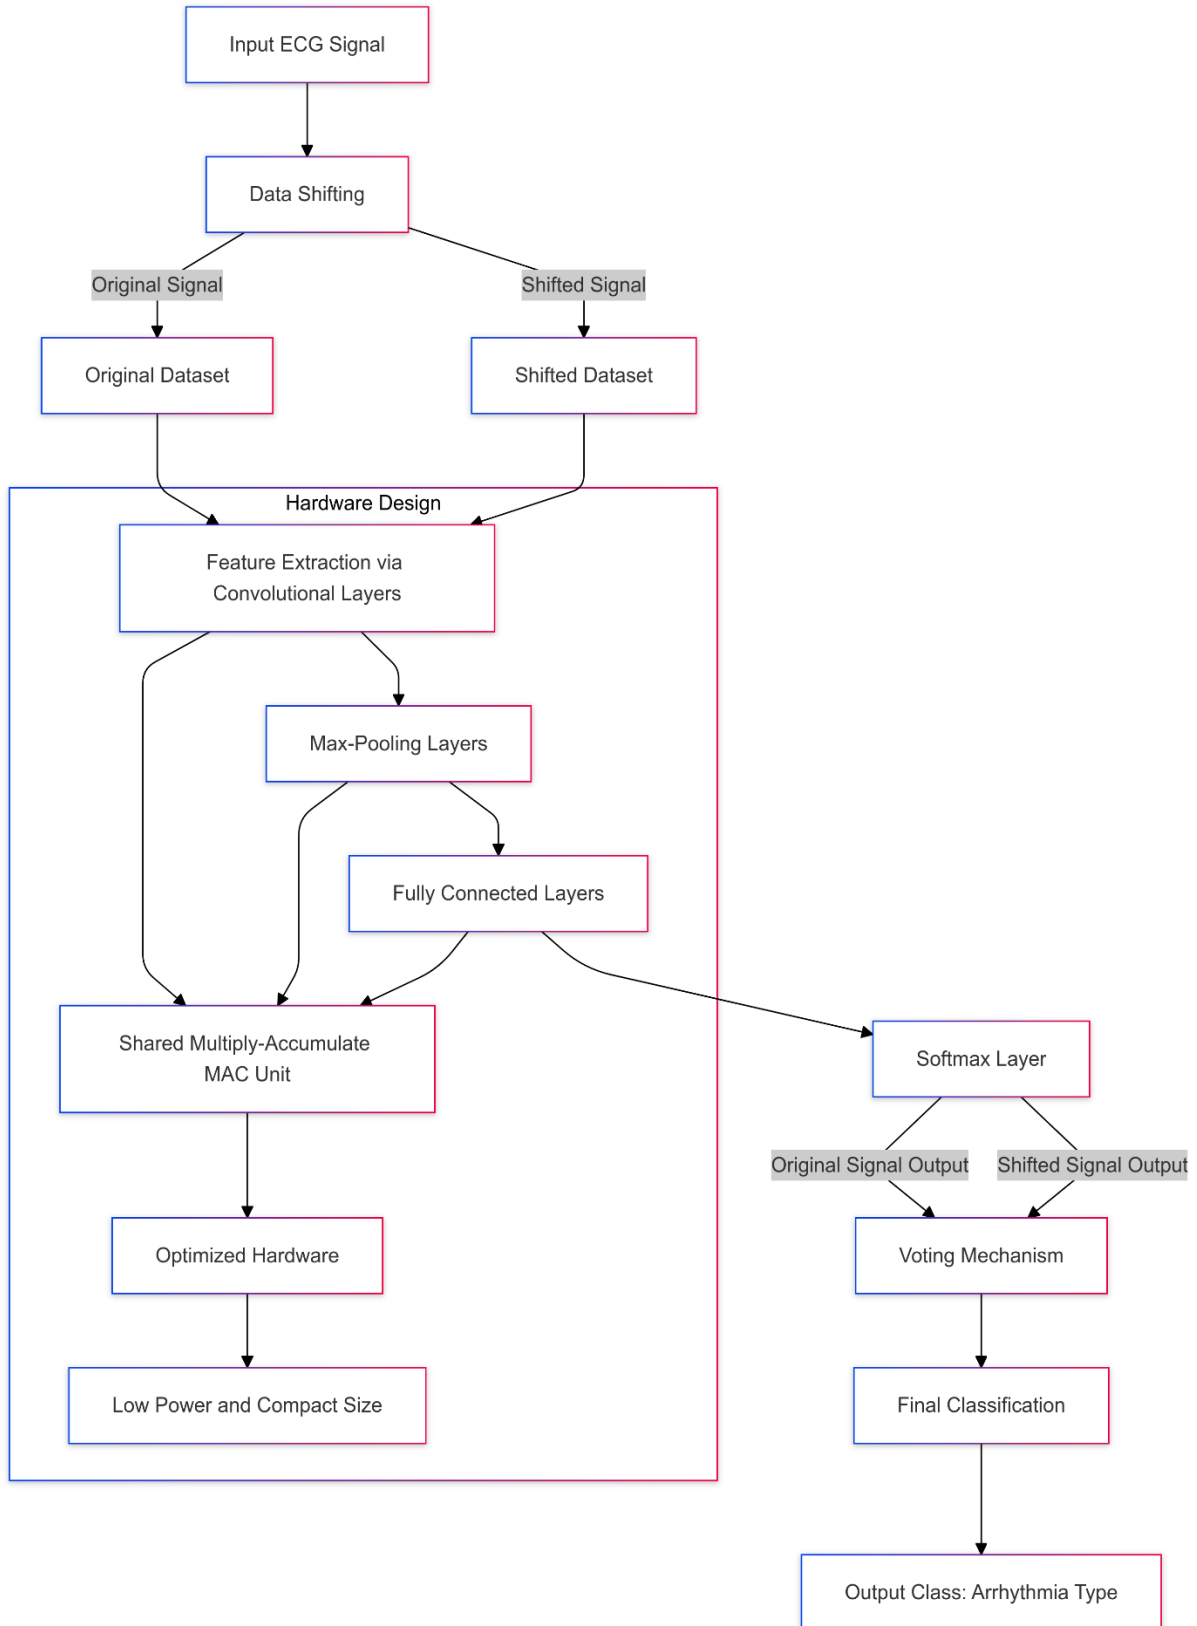 Input ECG Signal
Data Shifting
Original Signal
Shifted Signal
Original Dataset
Shifted Dataset
Hardware Design
Feature Extraction via
Convolutional Layers
Max-Pooling Layers
Fully Connected Layers
Shared Multiply-Accumulate
MAC Unit
Softmax Layer
Original Signal Output
Shifted Signal Output
Optimized Hardware
Voting Mechanism
Low Power and Compact Size
Final Classification
Output Class: Arrhythmia Type